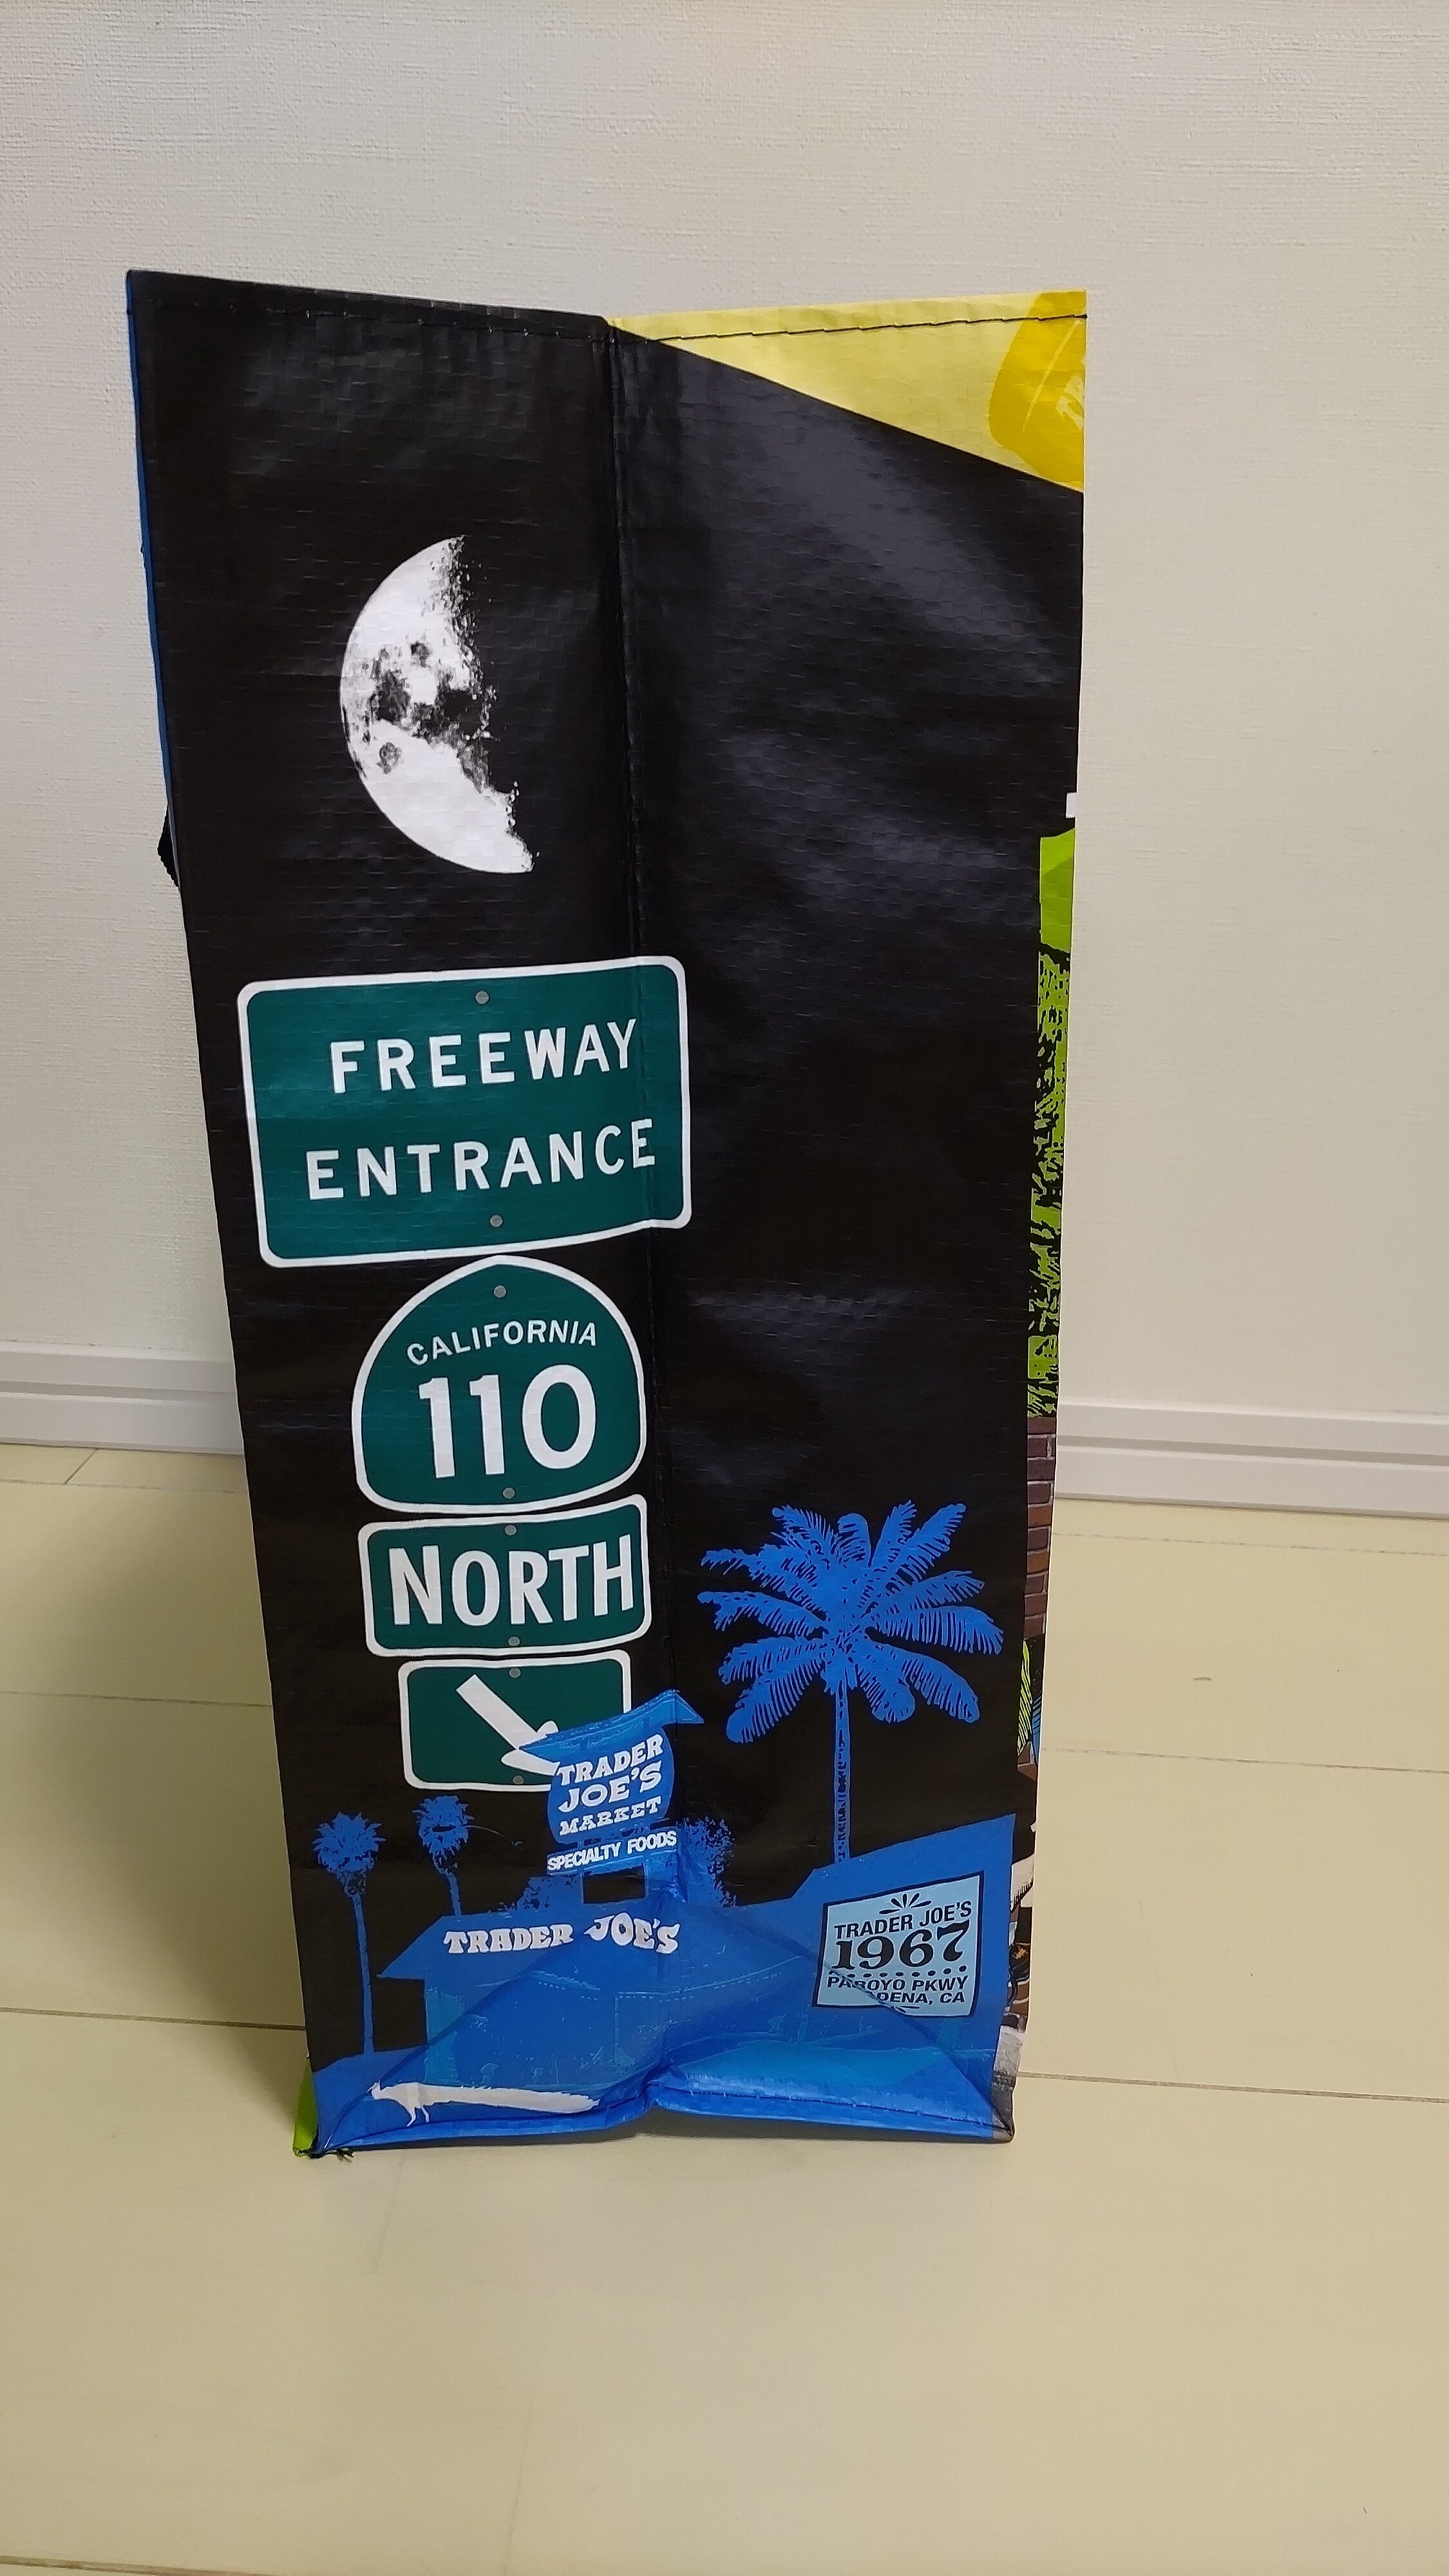 FREEWAY
ENTRANCE
CALIFORNIA
110
NORTH
TRADER
JOE'S
MARKET
SPECIALTY FOODS
TRADER JOE'S
TRADER JOE'S
1967
PKWY
CA